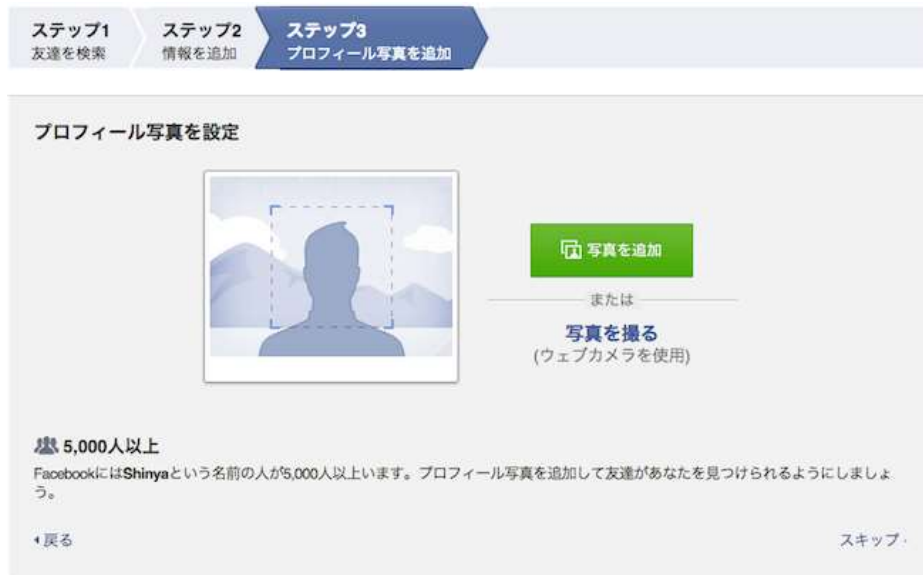 ステップ1
友達を検索
ステップ2
情報を追加
ステップ3
プロフィール写真を追加
プロフィール写真を設定
写真を追加
または
写真を撮る
(ウェブカメラを使用)
5,000人以上
FacebookにはShinyaという名前の人が5,000人以上います。プロフィール写真を追加して友達があなたを見つけられるようにしましょ
う。
戻る
スキップ